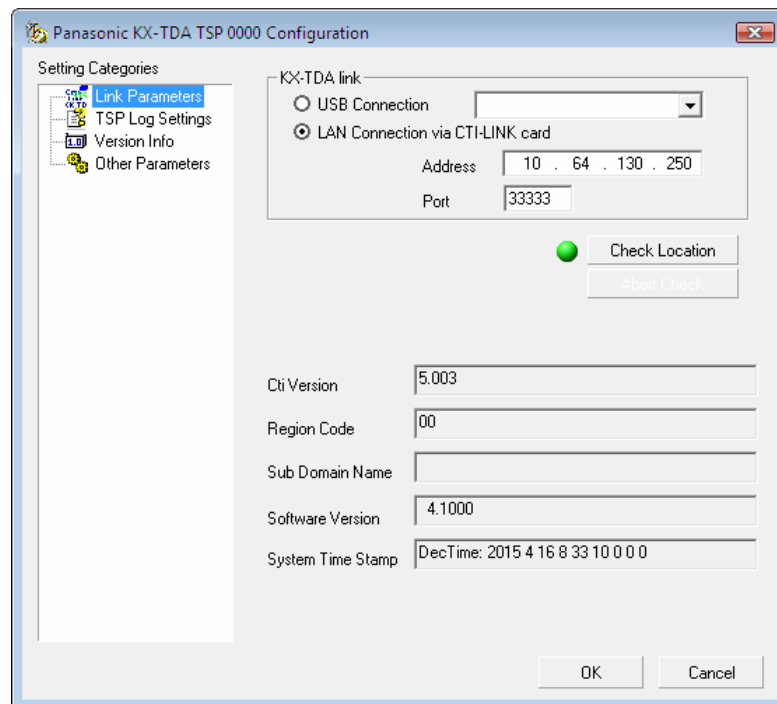 Panasonic KX-TDA TSP 0000 Configuration
Setting Categories
Link Parameters
TSP Log Settings
Version Info
Other Parameters
KX-TDA link
USB Connection
LAN Connection via CTI-LINK card
Address 10 . 64 . 130 . 250
Port 33333
Check Location
Abort Check
Cti Version 5.003
Region Code 00
Sub Domain Name
Software Version 4.1000
System Time Stamp DecTime: 2015 4 16 8 33 10 0 0 0
OK Cancel